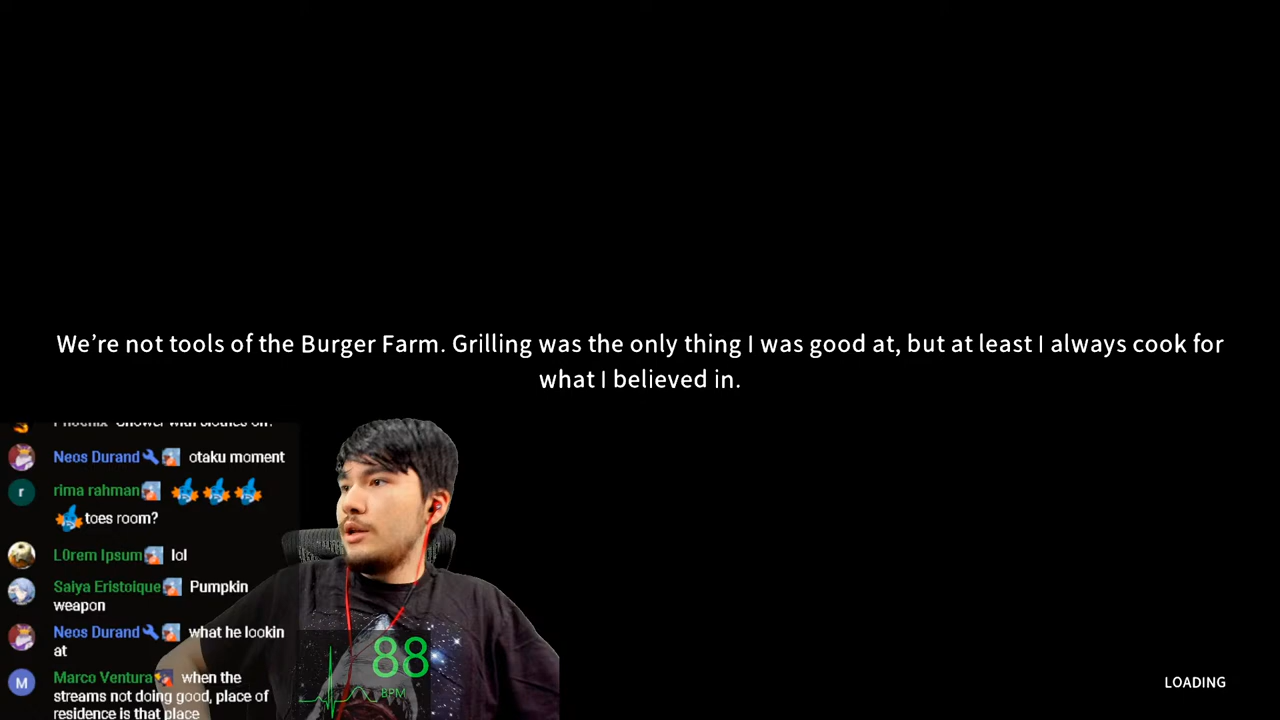 We're not tools of the Burger Farm. Grilling was the only thing I was good at, but at least I always cook for
what I believed in.
Neos Durand otaku moment
r rima rahman
toes room?
L0rem Ipsum lol
Saiya Eristoique Pumpkin
weapon
Neos Durand what he lookin
at
M Marco Ventura when the
streams not doing good, place of
residence is that place
88
BPM
LOADING